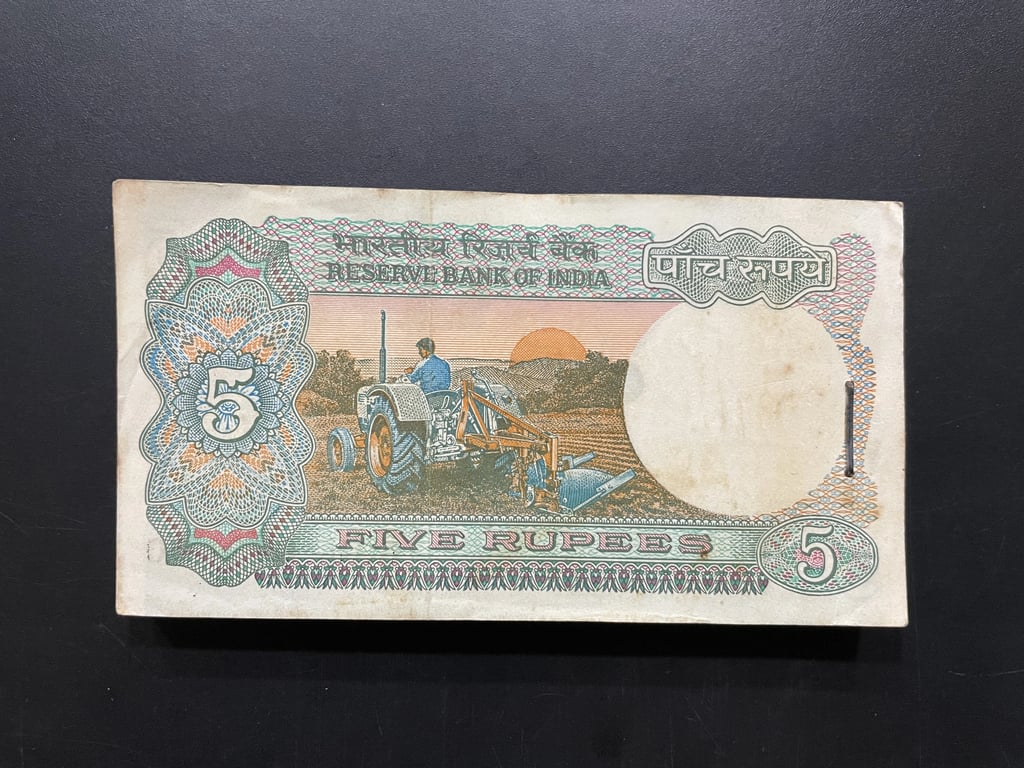 भारतीय रिज़र्व बैंक
RESERVE BANK OF INDIA
पाँच रूपये
5
FIVE RUPEES
5